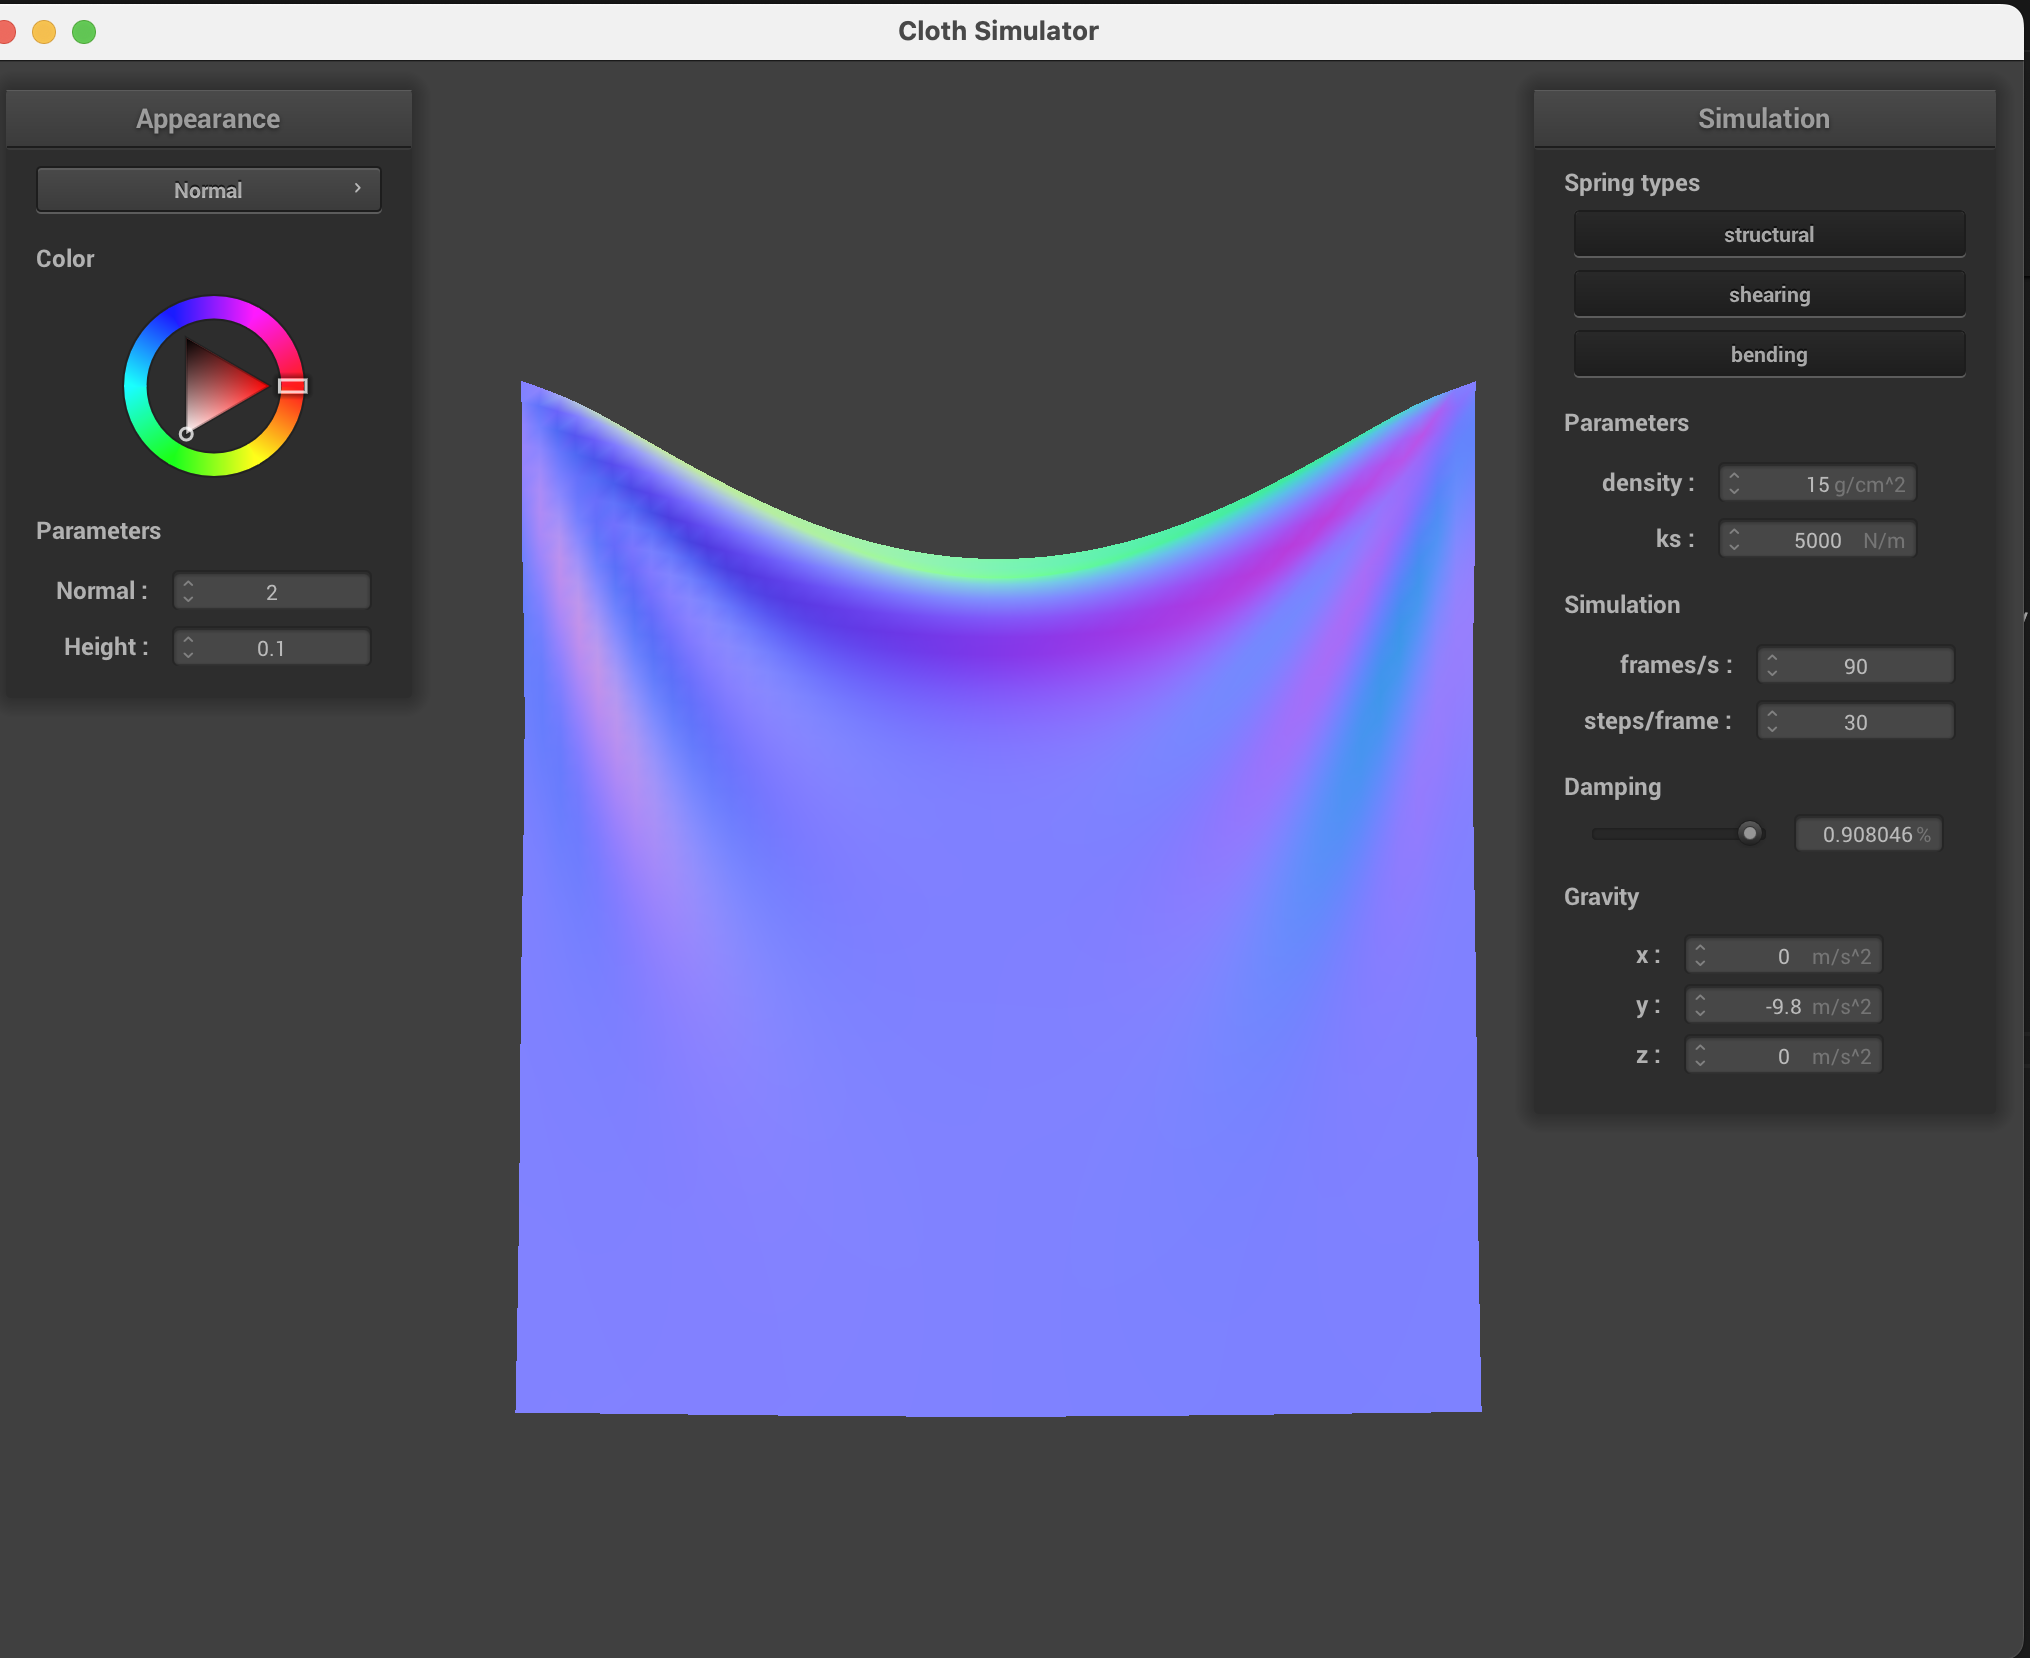 Cloth Simulator
Appearance
Normal
Color
Parameters
Normal : 2
Height : 0.1
Simulation
Spring types
structural
shearing
bending
Parameters
density : 15 g/cm^2
ks : 5000 N/m
Simulation
frames/s : 90
steps/frame : 30
Damping
0.908046 %
Gravity
x : 0 m/s^2
y : -9.8 m/s^2
z : 0 m/s^2